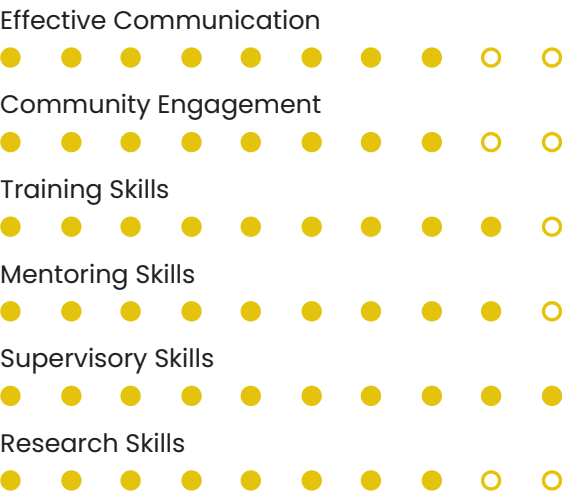 Effective Communication
Community Engagement
Training Skills
Mentoring Skills
Supervisory Skills
Research Skills